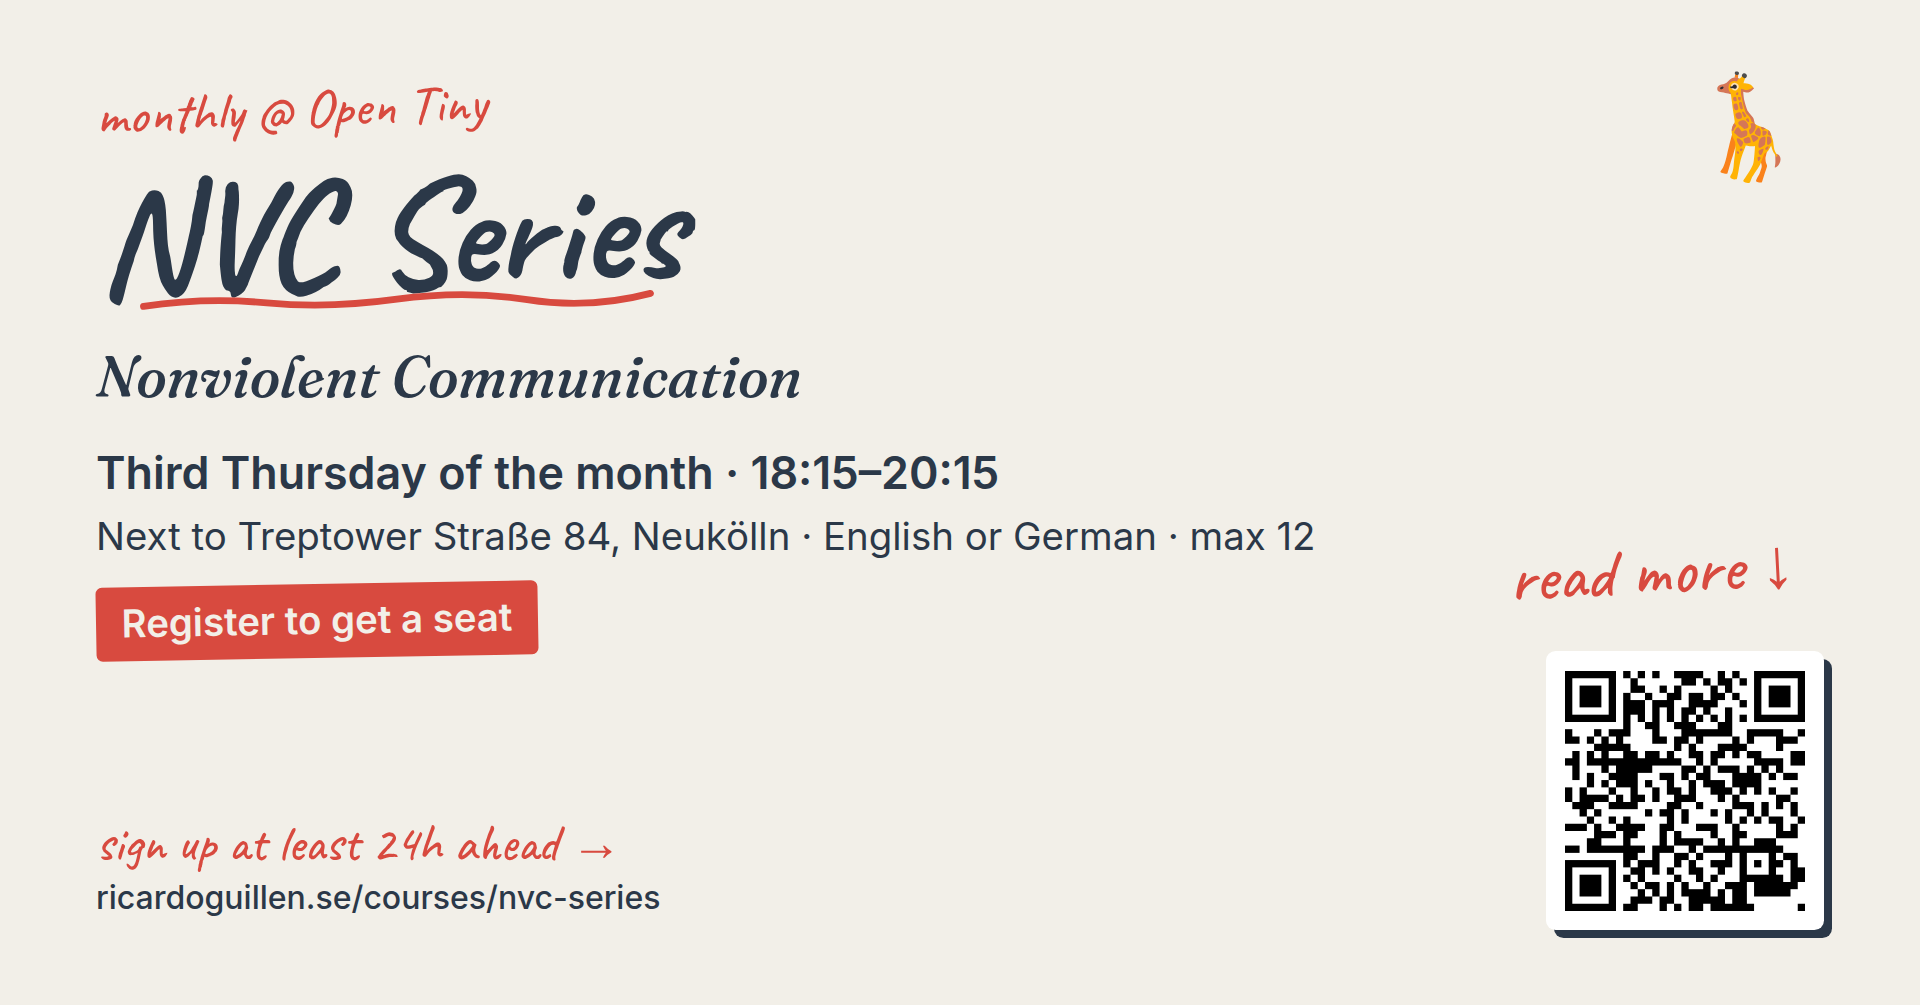 monthly @ Open Tiny
NVC Series
Nonviolent Communication
Third Thursday of the month · 18:15–20:15
Next to Treptower Straße 84, Neukölln · English or German · max 12
Register to get a seat
read more ↓
sign up at least 24h ahead →
ricardoguillen.se/courses/nvc-series